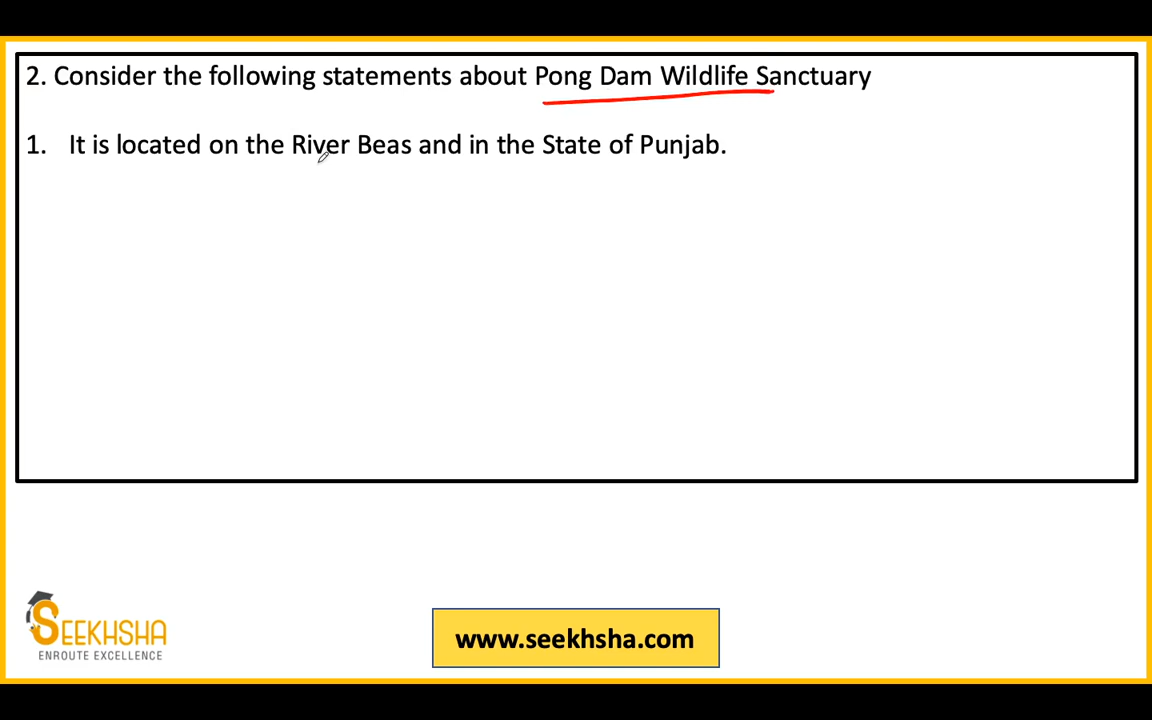 2. Consider the following statements about Pong Dam Wildlife Sanctuary
1. It is located on the River Beas and in the State of Punjab.
SEEKHSHA
ENROUTE EXCELLENCE
www.seekhsha.com